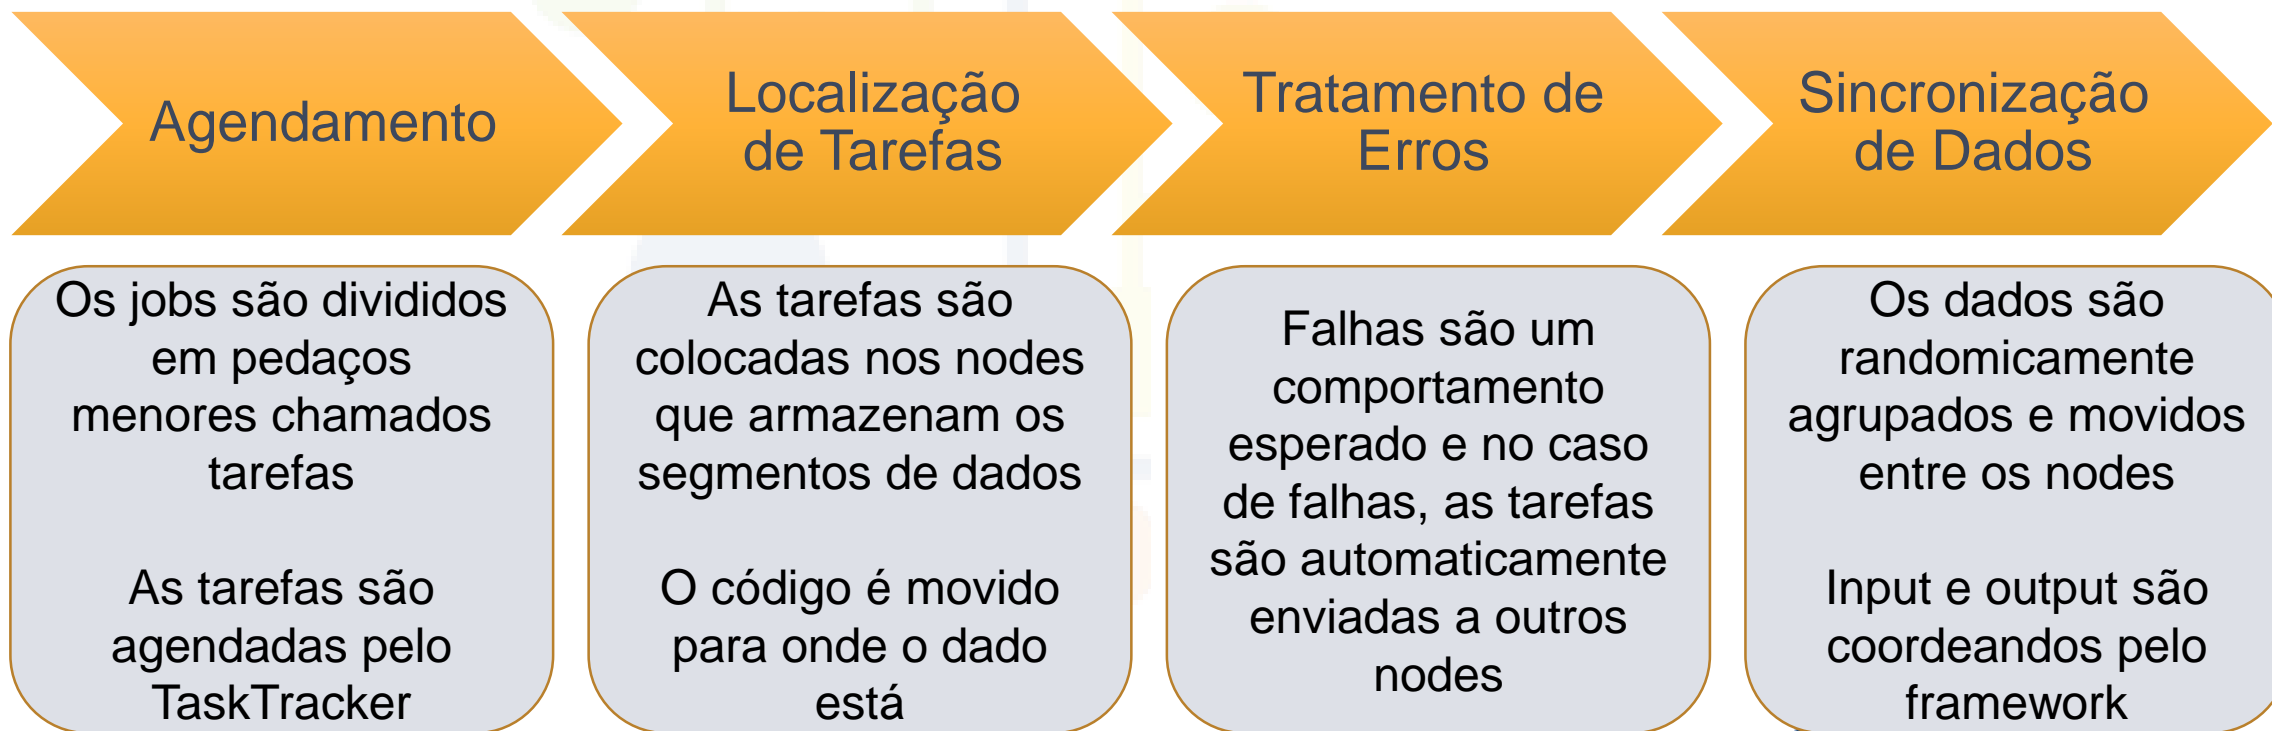 Agendamento
Localização
de Tarefas
Tratamento de
Erros
Sincronização
de Dados
Os jobs são divididos
em pedaços
menores chamados
tarefas
As tarefas são
agendadas pelo
TaskTracker
As tarefas são
colocadas nos nodes
que armazenam os
segmentos de dados
O código é movido
para onde o dado
está
Falhas são um
comportamento
esperado e no caso
de falhas, as tarefas
são automaticamente
enviadas a outros
nodes
Os dados são
randomicamente
agrupados e movidos
entre os nodes
Input e output são
coordeandos pelo
framework